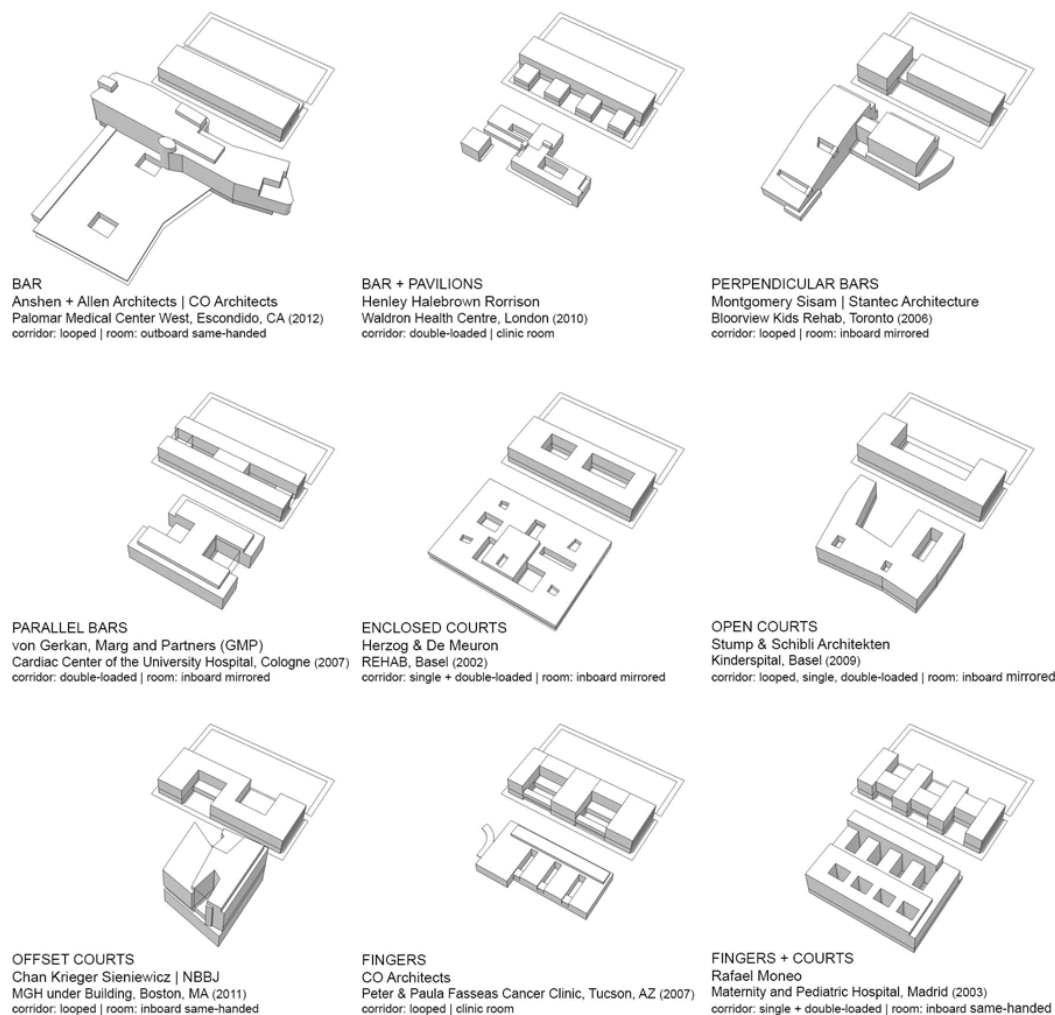 BAR
Anshen + Allen Architects | CO Architects
Palomar Medical Center West, Escondido, CA (2012)
corridor: looped | room: outboard same-handed
BAR + PAVILIONS
Henley Halebrown Rorrison
Waldron Health Centre, London (2010)
corridor: double-loaded | clinic room
PERPENDICULAR BARS
Montgomery Sisam | Stantec Architecture
Bloorview Kids Rehab, Toronto (2006)
corridor: looped | room: inboard mirrored
PARALLEL BARS
von Gerkan, Marg and Partners (GMP)
Cardiac Center of the University Hospital, Cologne (2007)
corridor: double-loaded | room: inboard mirrored
ENCLOSED COURTS
Herzog & De Meuron
REHAB, Basel (2002)
corridor: single + double-loaded | room: inboard mirrored
OPEN COURTS
Stump & Schibli Architekten
Kinderspital, Basel (2009)
corridor: looped, single, double-loaded | room: inboard mirrored
OFFSET COURTS
Chan Krieger Sieniewicz | NBBJ
MGH under Building, Boston, MA (2011)
corridor: looped | room: inboard same-handed
FINGERS
CO Architects
Peter & Paula Fasseas Cancer Clinic, Tucson, AZ (2007)
corridor: looped | clinic room
FINGERS + COURTS
Rafael Moneo
Maternity and Pediatric Hospital, Madrid (2003)
corridor: single + double-loaded | room: inboard same-handed